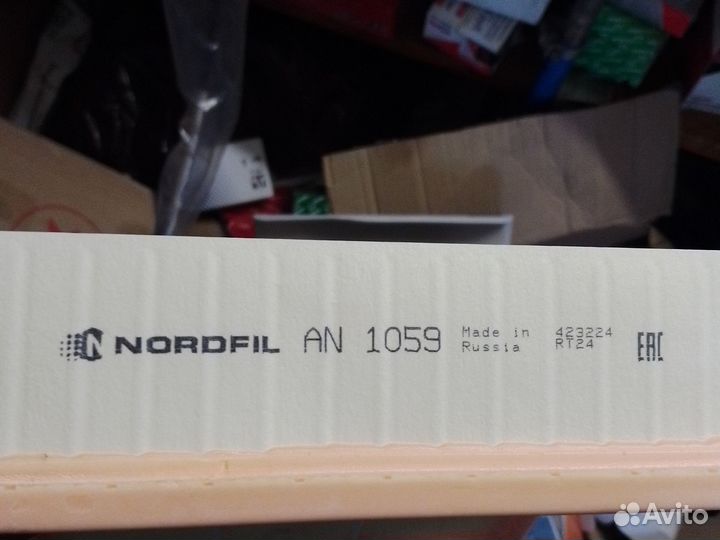 NORDFIL AN 1059 Made in 423224
Russia RT24
EAC
Avito